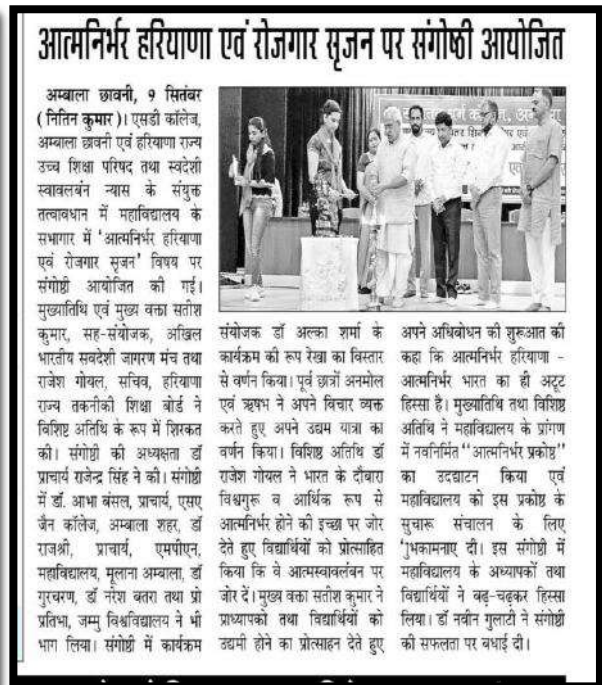 आत्मनिर्भर हरियाणा एवं रोजगार सृजन पर संगोष्ठी आयोजित
अम्बाला छावनी, 9 सितंबर
(नितिन कुमार)। एसडी कॉलेज,
अम्बाला छावनी एवं हरियाणा राज्य
उच्च शिक्षा परिषद तथा स्वदेशी
स्वावलबंन न्यास के संयुक्त
तत्वावधान में महाविद्यालय के
सभागार में 'आत्मनिर्भर हरियाणा
एवं रोजगार सृजन' विषय पर
संगोष्ठी आयोजित की गई।
मुख्यातिथि एवं मुख्य वक्ता सतीश
कुमार, सह-संयोजक, अखिल
भारतीय सवदेशी जागरण मंच तथा
राजेश गोयल, सचिव, हरियाणा
राज्य तकनीकी शिक्षा बोर्ड ने
विशिष्ट अतिथि के रूप में शिरकत
की। संगोष्ठी की अध्यक्षता डॉ
प्राचार्य राजेन्द्र सिंह ने की। संगोष्ठी
में डॉ. आभा बंसल, प्राचार्य, एसए
जैन कॉलेज, अम्बाला शहर, डॉ
राजश्री, प्राचार्य, एमपीएन,
महाविद्यालय, मूलाना अम्बाला, डॉ
गुरचरण, डॉ नरेश बतरा तथा प्रो
प्रतिभा, जम्मु विश्वविद्यालय ने भी
भाग लिया। संगोष्ठी में कार्यक्रम
संयोजक डॉ अल्का शर्मा के
कार्यक्रम की रूप रेखा का विस्तार
से वर्णन किया। पूर्व छात्रों अनमोल
एवं ऋषभ ने अपने विचार व्यक्त
करते हुए अपने उद्यम यात्रा का
वर्णन किया। विशिष्ट अतिथि डॉ
राजेश गोयल ने भारत के दौबारा
विश्वगुरू व आर्थिक रूप से
आत्मनिर्भर होने की इच्छा पर जोर
देते हुए विद्यार्थियों को प्रोत्साहित
किया कि वे आत्मस्वावलंबन पर
जोर दें। मुख्य वक्ता सतीश कुमार ने
प्राध्यापकों तथा विद्यार्थियों को
उद्यमी होने का प्रोत्साहन देते हुए
अपने अधिबोधन की शुरूआत की
कहा कि आत्मनिर्भर हरियाणा -
आत्मनिर्भर भारत का ही अटूट
हिस्सा है। मुख्यातिथि तथा विशिष्ठ
अतिथि ने महाविद्यालय के प्रांगण
में नवनिर्मित "आत्मनिर्भर प्रकोष्ठ"
का उदघाटन किया एवं
महाविद्यालय को इस प्रकोष्ठ के
सुचारू संचालन के लिए
'ुभकामनाए दी। इस संगोष्ठी में
महाविद्यालय के अध्यापकों तथा
विद्यार्थियों ने बढ़-चढ़कर हिस्सा
लिया। डॉ नवीन गुलाटी ने संगोष्ठी
की सफलता पर बधाई दी।